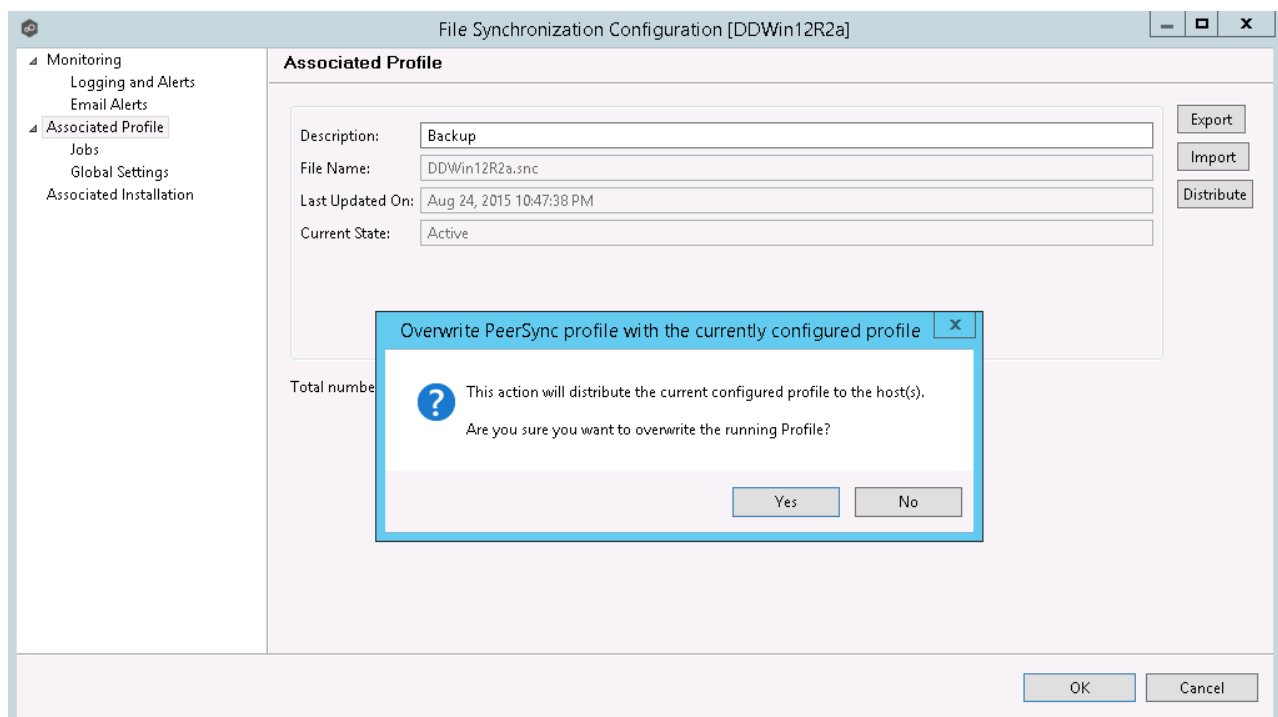 File Synchronization Configuration [DDWin12R2a]
Monitoring
Logging and Alerts
Email Alerts
Associated Profile
Jobs
Global Settings
Associated Installation
Associated Profile
Description: Backup
File Name: DDWin12R2a.snc
Last Updated On: Aug 24, 2015 10:47:38 PM
Current State: Active
Export
Import
Distribute
Total numbe
Overwrite PeerSync profile with the currently configured profile
This action will distribute the current configured profile to the host(s).
Are you sure you want to overwrite the running Profile?
Yes No
OK Cancel